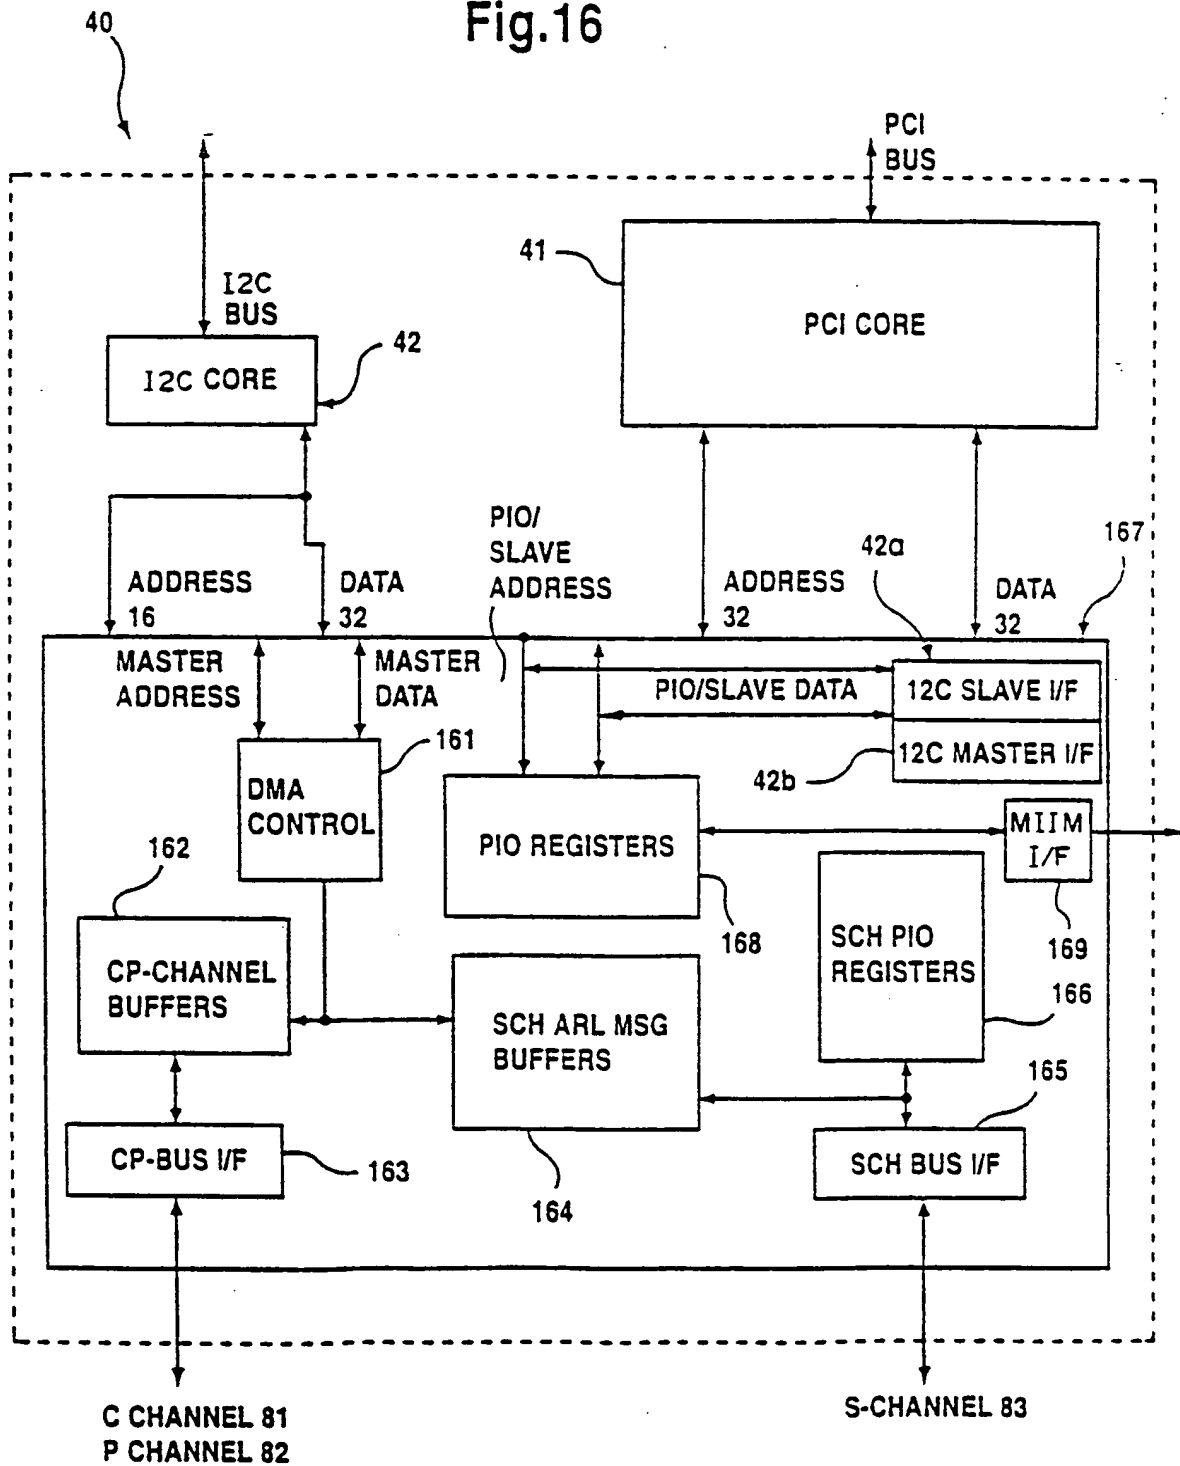 Fig.16
40
PCI
BUS
41
PCI CORE
I2C
BUS
42
I2C CORE
PIO/
SLAVE
ADDRESS
42a
167
ADDRESS
16
DATA
32
ADDRESS
32
DATA
32
MASTER
ADDRESS
MASTER
DATA
PIO/SLAVE DATA
12C SLAVE I/F
12C MASTER I/F
42b
161
DMA
CONTROL
PIO REGISTERS
168
MIIM
I/F
169
162
CP-CHANNEL
BUFFERS
SCH ARL MSG
BUFFERS
SCH PIO
REGISTERS
166
165
CP-BUS I/F
163
164
SCH BUS I/F
C CHANNEL 81
P CHANNEL 82
S-CHANNEL 83